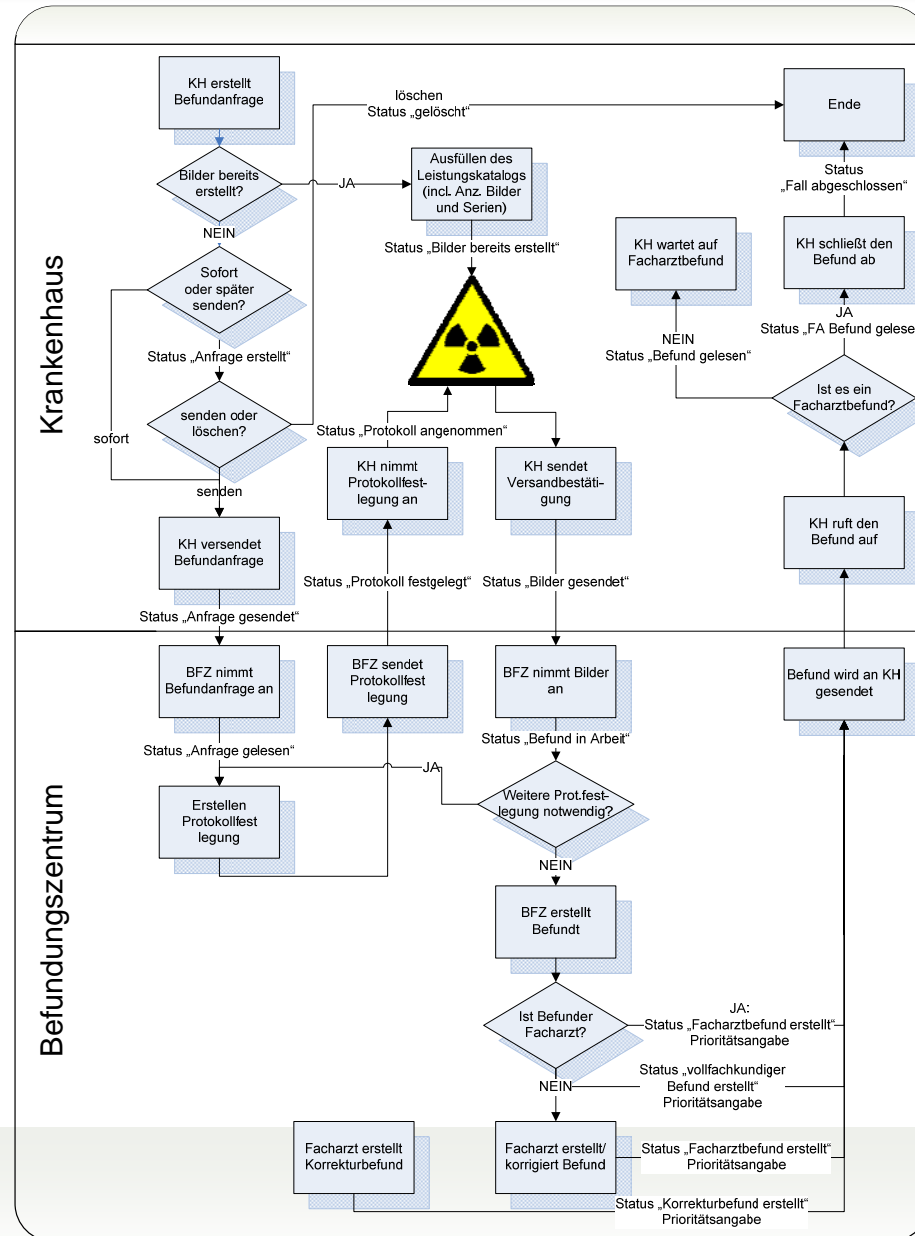 Krankenhaus
KH erstellt
Befundanfrage
löschen
Status „gelöscht“
Ende
Bilder bereits
erstellt?
JA
Ausfüllen des
Leistungskatalogs
(incl. Anz. Bilder
und Serien)
Status
„Fall abgeschlossen“
NEIN
Status „Bilder bereits erstellt“
KH wartet auf
Facharztbefund
KH schließt den
Befund ab
Sofort
oder später
senden?
JA
Status „FA Befund gelesen
NEIN
Status „Befund gelesen“
Status „Anfrage erstellt“
Ist es ein
Facharztbefund?
senden oder
löschen?
sofort
Status „Protokoll angenommen“
KH nimmt
Protokollfest-
legung an
KH sendet
Versandbestäti-
gung
senden
KH versendet
Befundanfrage
KH ruft den
Befund auf
Status „Protokoll festgelegt“
Status „Bilder gesendet“
Status „Anfrage gesendet“
Befundungszentrum
BFZ nimmt
Befundanfrage an
BFZ sendet
Protokollfest
legung
BFZ nimmt Bilder
an
Befund wird an KH
gesendet
Status „Anfrage gelesen“
Status „Befund in Arbeit“
JA
Weitere Prot.fest-
legung notwendig?
Erstellen
Protokollfest
legung
NEIN
BFZ erstellt
Befundt
Ist Befunder
Facharzt?
JA:
Status „Facharztbefund erstellt“
Prioritätsangabe
NEIN
Status „vollfachkundiger
Befund erstellt“
Prioritätsangabe
Facharzt erstellt
Korrekturbefund
Facharzt erstellt/
korrigiert Befund
Status „Facharztbefund erstellt“
Prioritätsangabe
Status „Korrekturbefund erstellt“
Prioritätsangabe